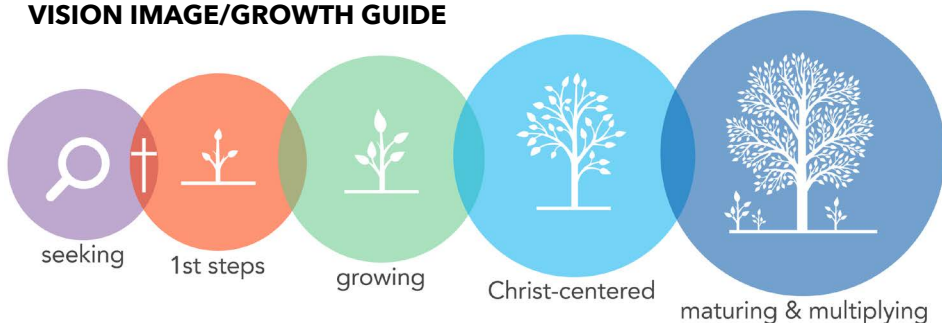 VISION IMAGE/GROWTH GUIDE
seeking
1st steps
growing
Christ-centered
maturing & multiplying